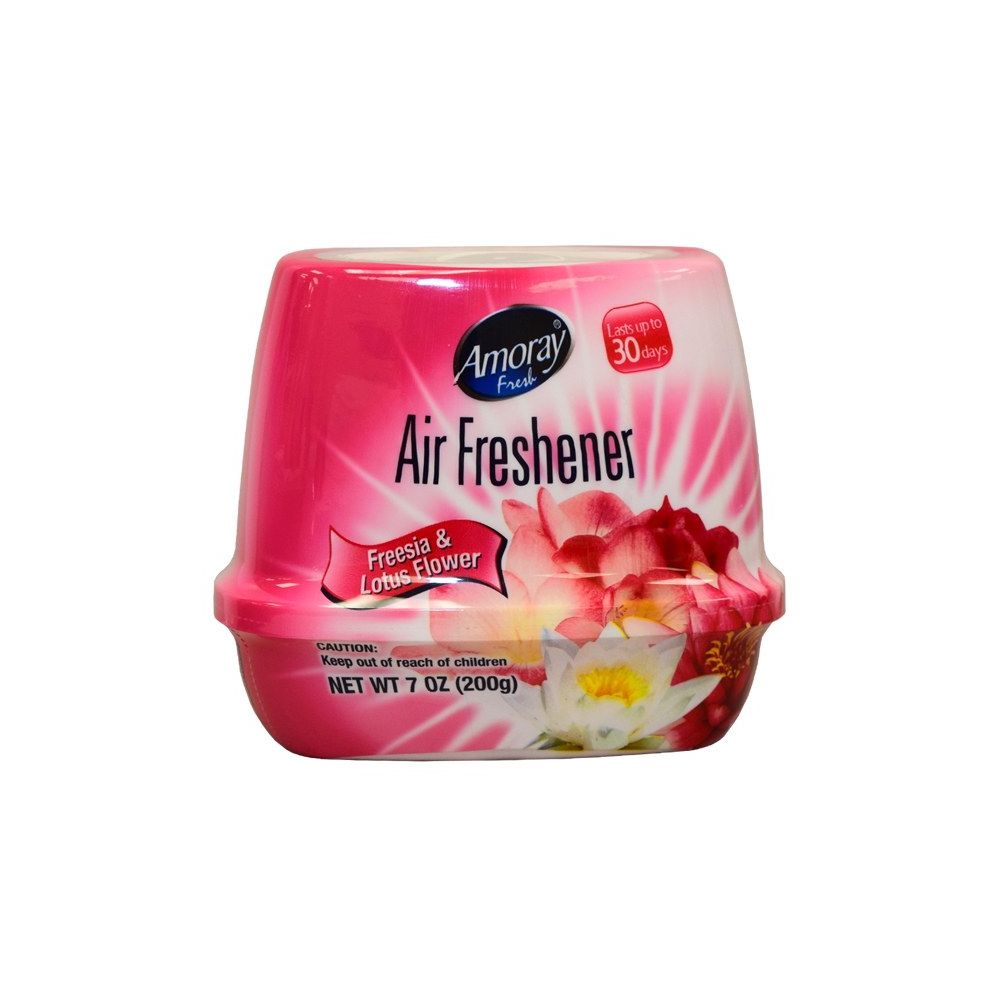 Amoray®
Fresh
Lasts up to
30 days
Air Freshener
Freesia &
Lotus Flower
CAUTION:
Keep out of reach of children
NET WT 7 OZ (200g)